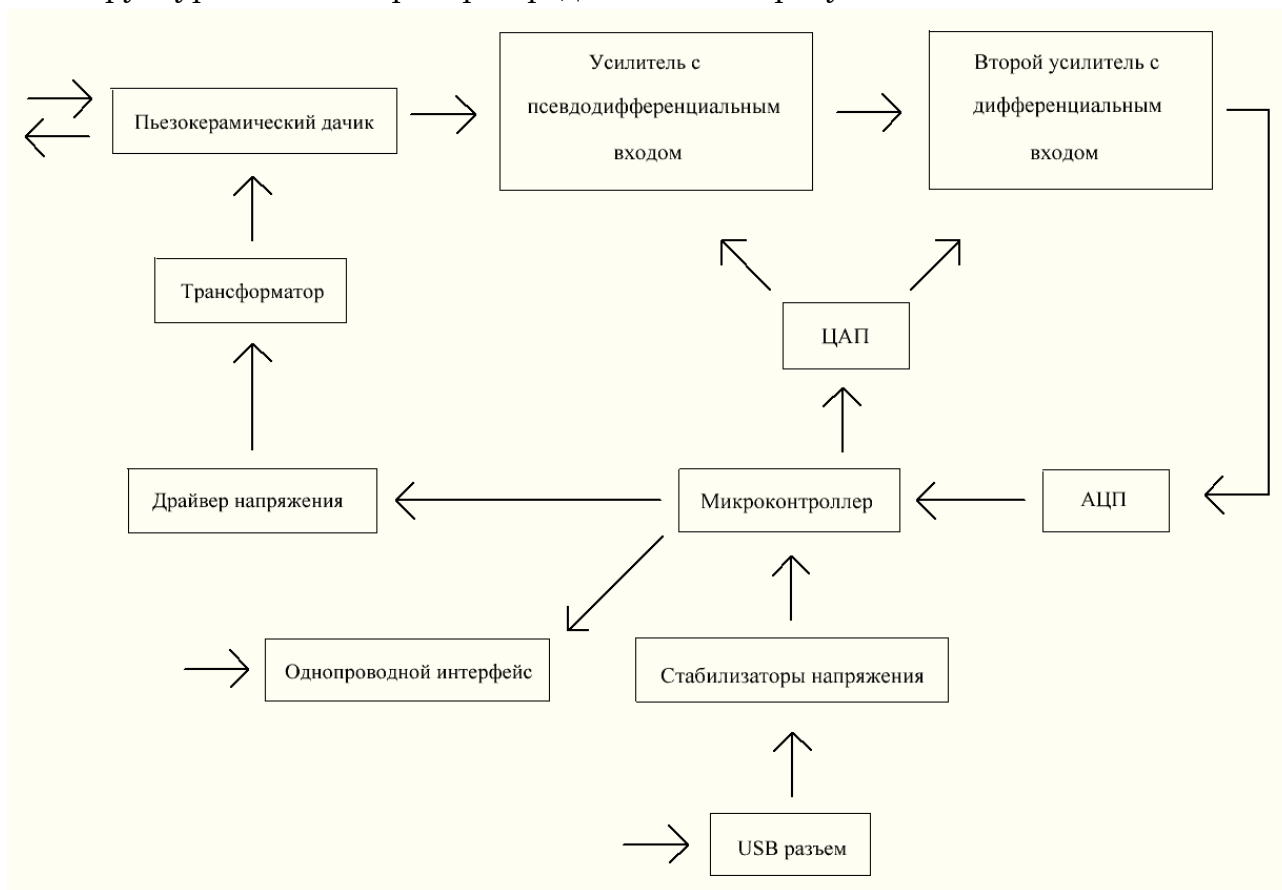 Усилитель с
псевдодифференциальным
входом
Второй усилитель с
дифференциальным
входом
Пьезокерамический дачик
Трансформатор
ЦАП
Драйвер напряжения
Микроконтроллер
АЦП
Однопроводной интерфейс
Стабилизаторы напряжения
USB разъем